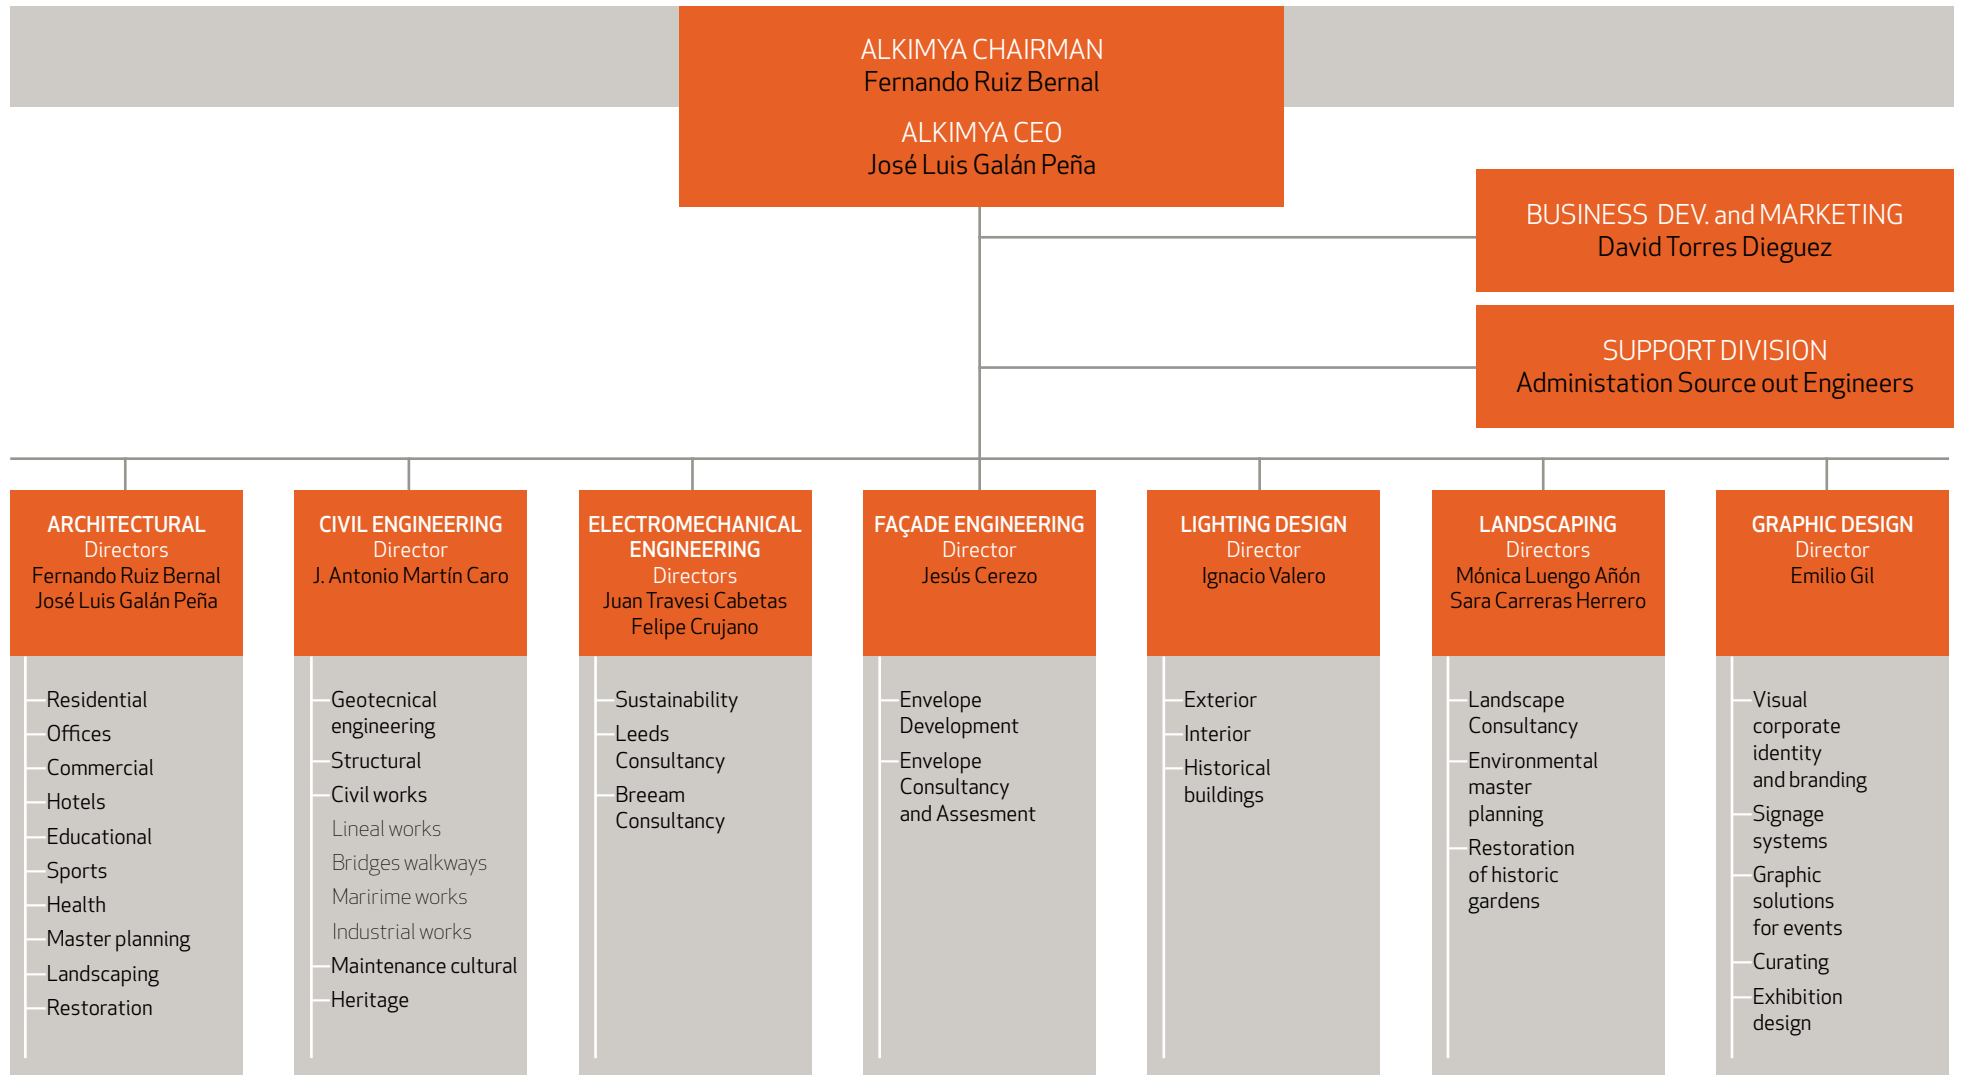 ALKIMYA CHAIRMAN
Fernando Ruiz Bernal
ALKIMYA CEO
José Luis Galán Peña
BUSINESS DEV. and MARKETING
David Torres Dieguez
SUPPORT DIVISION
Administation Source out Engineers
ARCHITECTURAL
Directors
Fernando Ruiz Bernal
José Luis Galán Peña
Residential
Offices
Commercial
Hotels
Educational
Sports
Health
Master planning
Landscaping
Restoration
CIVIL ENGINEERING
Director
J. Antonio Martín Caro
Geotecnical
engineering
Structural
Civil works
Lineal works
Bridges walkways
Maririme works
Industrial works
Maintenance cultural
Heritage
ELECTROMECHANICAL
ENGINEERING
Directors
Juan Travesi Cabetas
Felipe Crujano
Sustainability
Leeds
Consultancy
Breeam
Consultancy
FAÇADE ENGINEERING
Director
Jesús Cerezo
Envelope
Development
Envelope
Consultancy
and Assesment
LIGHTING DESIGN
Director
Ignacio Valero
Exterior
Interior
Historical
buildings
LANDSCAPING
Directors
Mónica Luengo Añón
Sara Carreras Herrero
Landscape
Consultancy
Environmental
master
planning
Restoration
of historic
gardens
GRAPHIC DESIGN
Director
Emilio Gil
Visual
corporate
identity
and branding
Signage
systems
Graphic
solutions
for events
Curating
Exhibition
design